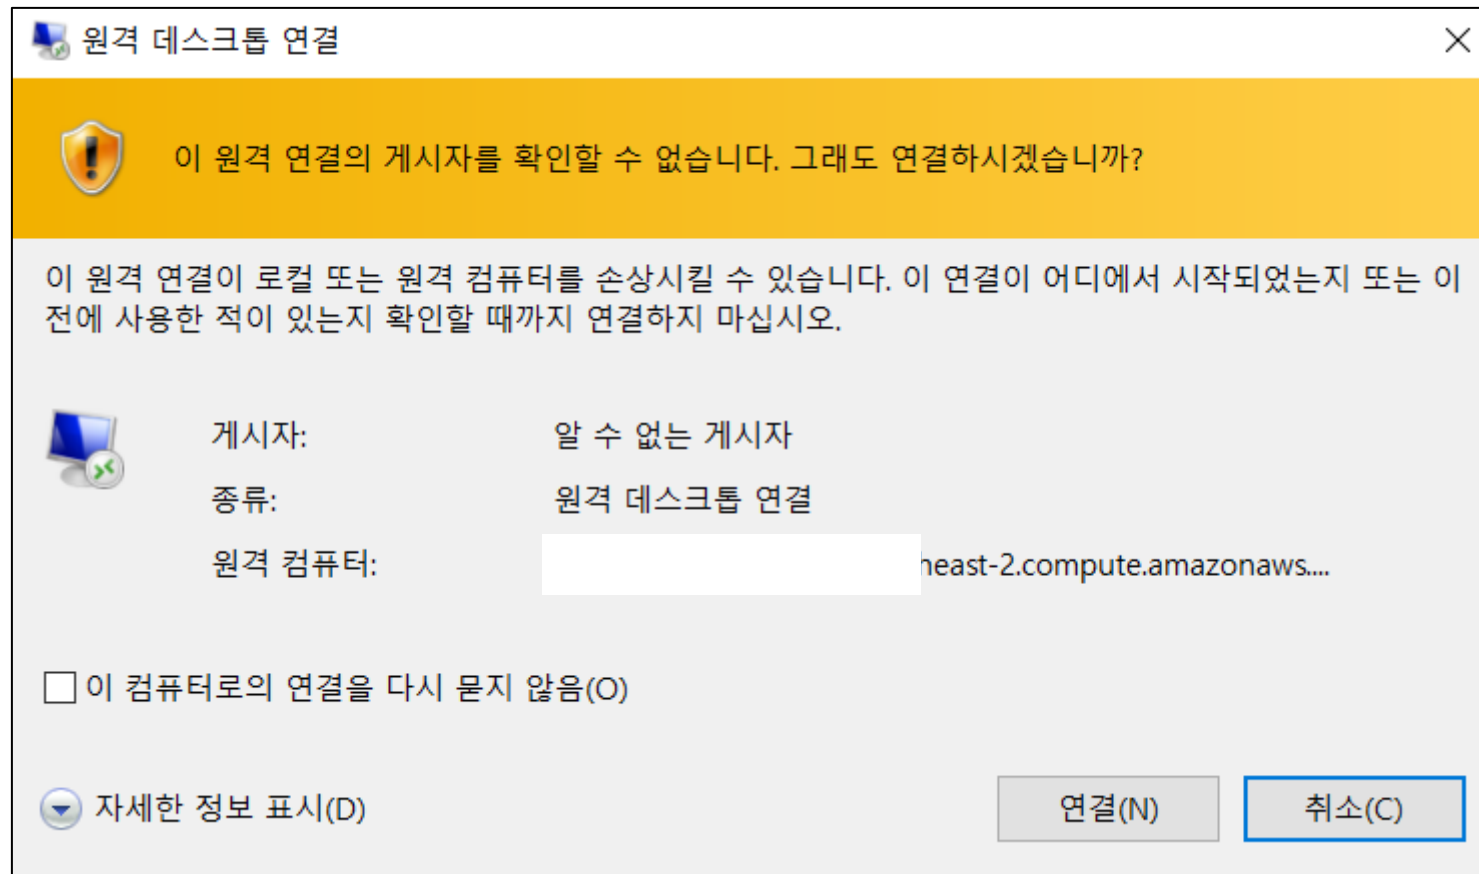 원격 데스크톱 연결
이 원격 연결의 게시자를 확인할 수 없습니다. 그래도 연결하시겠습니까?
이 원격 연결이 로컬 또는 원격 컴퓨터를 손상시킬 수 있습니다. 이 연결이 어디에서 시작되었는지 또는 이
전에 사용한 적이 있는지 확인할 때까지 연결하지 마십시오.
게시자: 알 수 없는 게시자
종류: 원격 데스크톱 연결
원격 컴퓨터: heast-2.compute.amazonaws....
이 컴퓨터로의 연결을 다시 묻지 않음(O)
자세한 정보 표시(D) 연결(N) 취소(C)